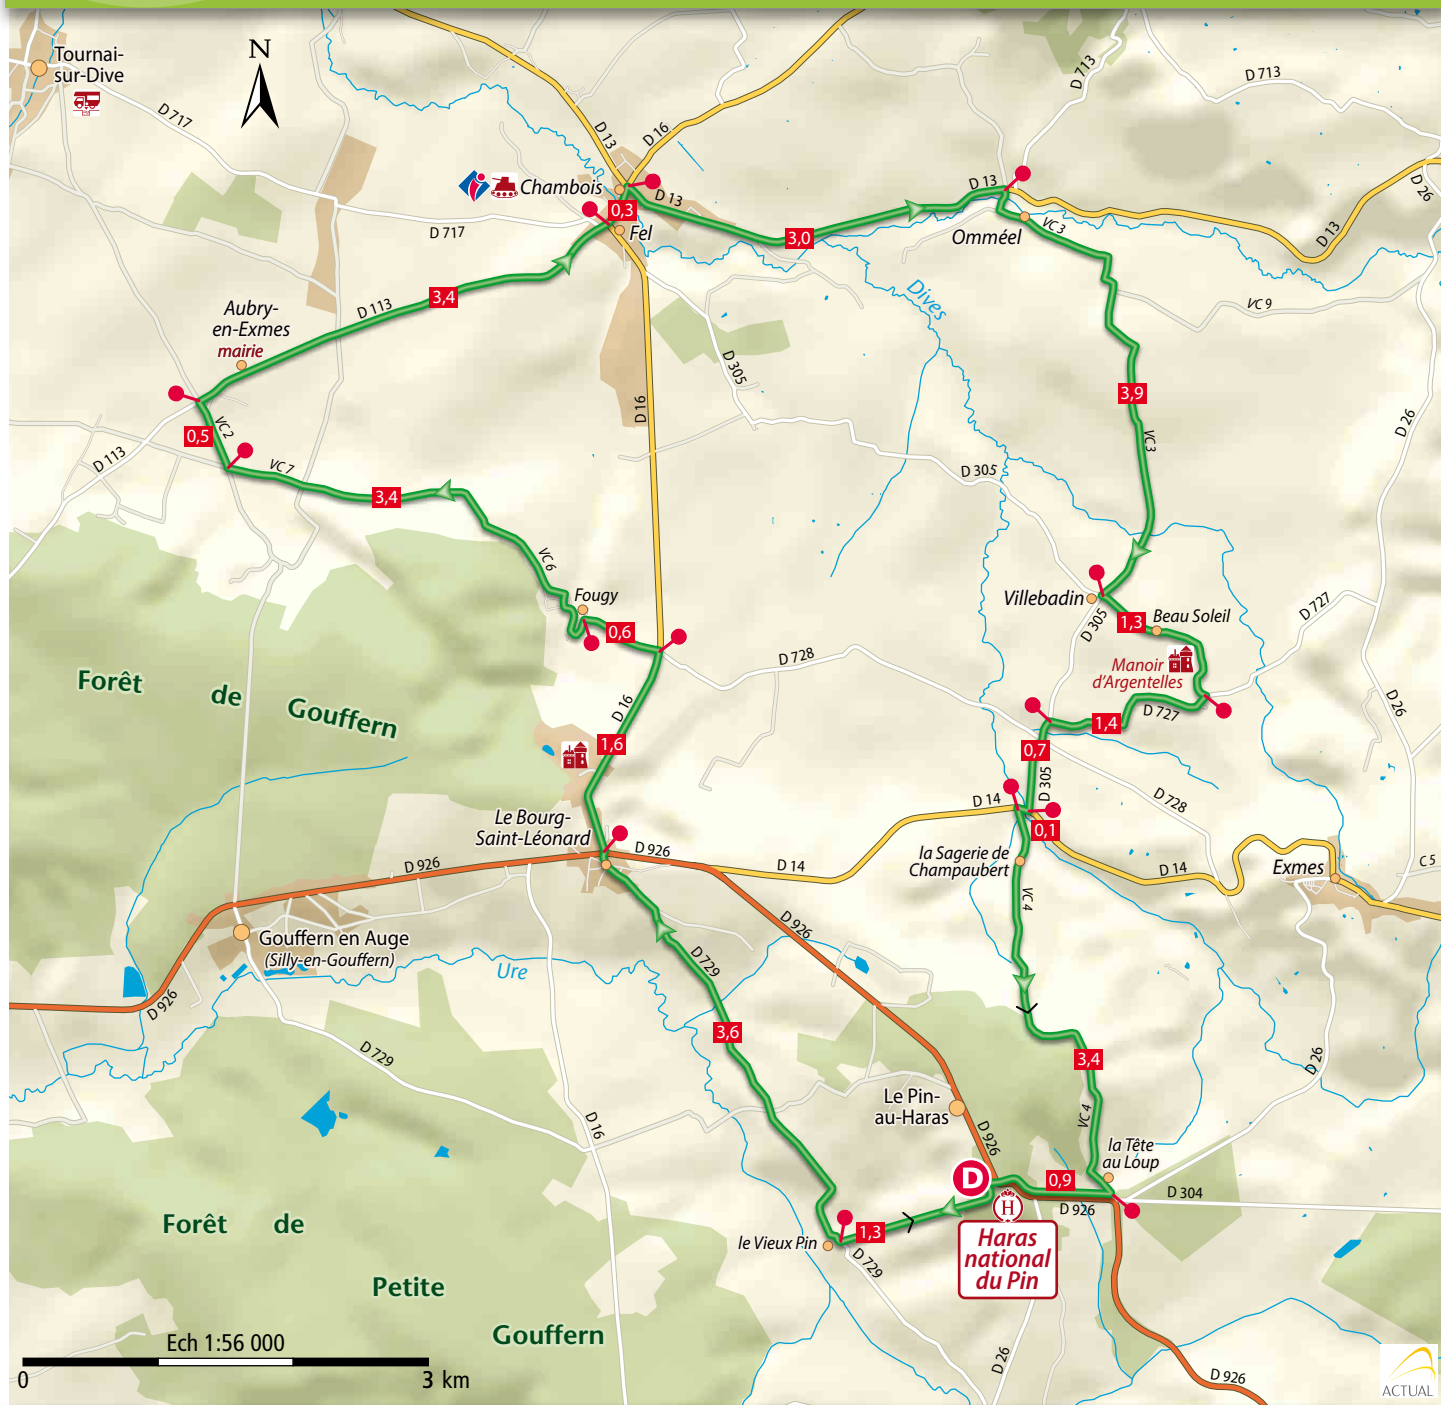 Tournai-
sur-Dive
N
D 717
D 13
D 16
D 713
D 713
D 26
Chambois
D 13
0,3
Fel
D 717
3,0
D 13
Omméel
VC 3
D 13
VC 9
Dives
Aubry-
en-Exmes
mairie
D 113
3,4
D 305
D 16
3,9
VC 3
D 26
0,5
VC 2
D 113
VC 7
3,4
D 305
VC 6
Fougy
0,6
Villebadin
D 305
1,3
Beau Soleil
D 727
Manoir
d'Argentelles
D 728
D 727
1,4
D 26
Forêt
de
Gouffern
D 16
1,6
0,7
D 305
D 728
D 14
0,1
Le Bourg-
Saint-Léonard
D 926
D 926
D 14
la Sagerie de
Champaubert
D 14
Exmes
C 5
VC 4
Gouffern en Auge
(Silly-en-Gouffern)
D 926
Ure
D 729
D 926
3,6
D 729
D 16
3,4
VC 4
D 26
Le Pin-
au-Haras
D 926
la Tête
au Loup
D
0,9
H
D 926
D 304
Forêt
de
Petite
Gouffern
le Vieux Pin
1,3
D 729
Haras
national
du Pin
D 26
D 926
Ech 1:56 000
0
3 km
ACTUAL